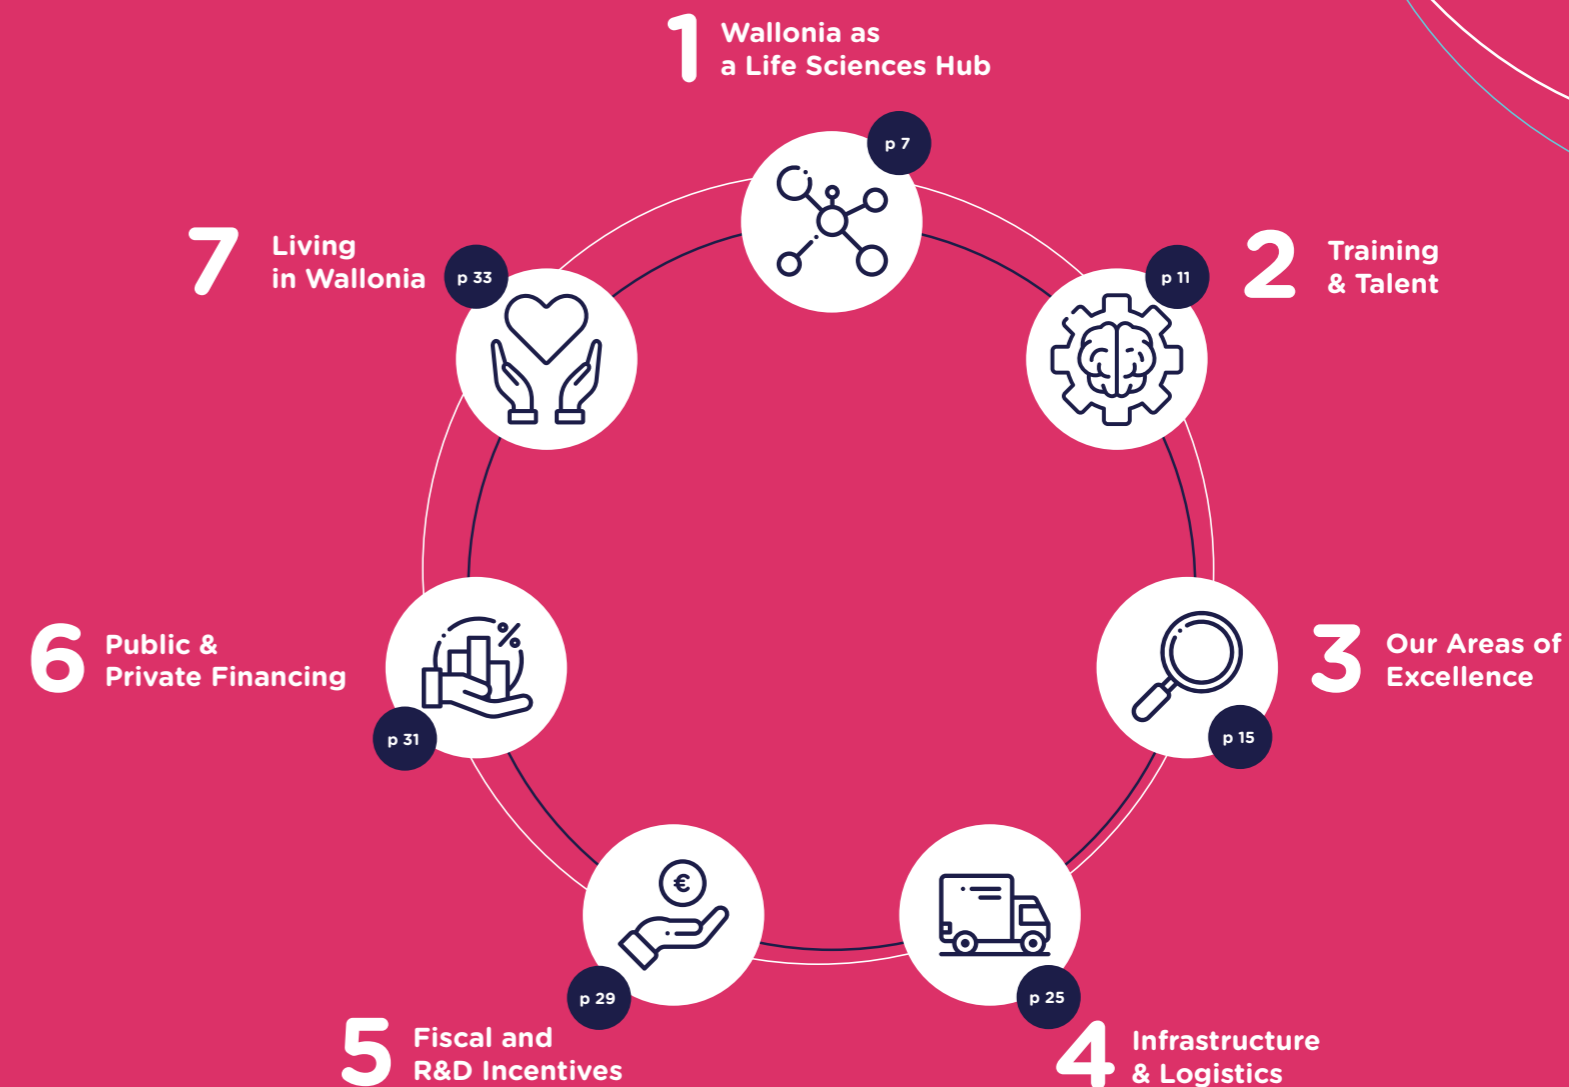 1
Wallonia as
a Life Sciences Hub
p 7
2
Training
& Talent
p 11
3
Our Areas of
Excellence
p 15
4
Infrastructure
& Logistics
p 25
5
Fiscal and
R&D Incentives
p 29
€
6
Public &
Private Financing
p 31
%
7
Living
in Wallonia
p 33